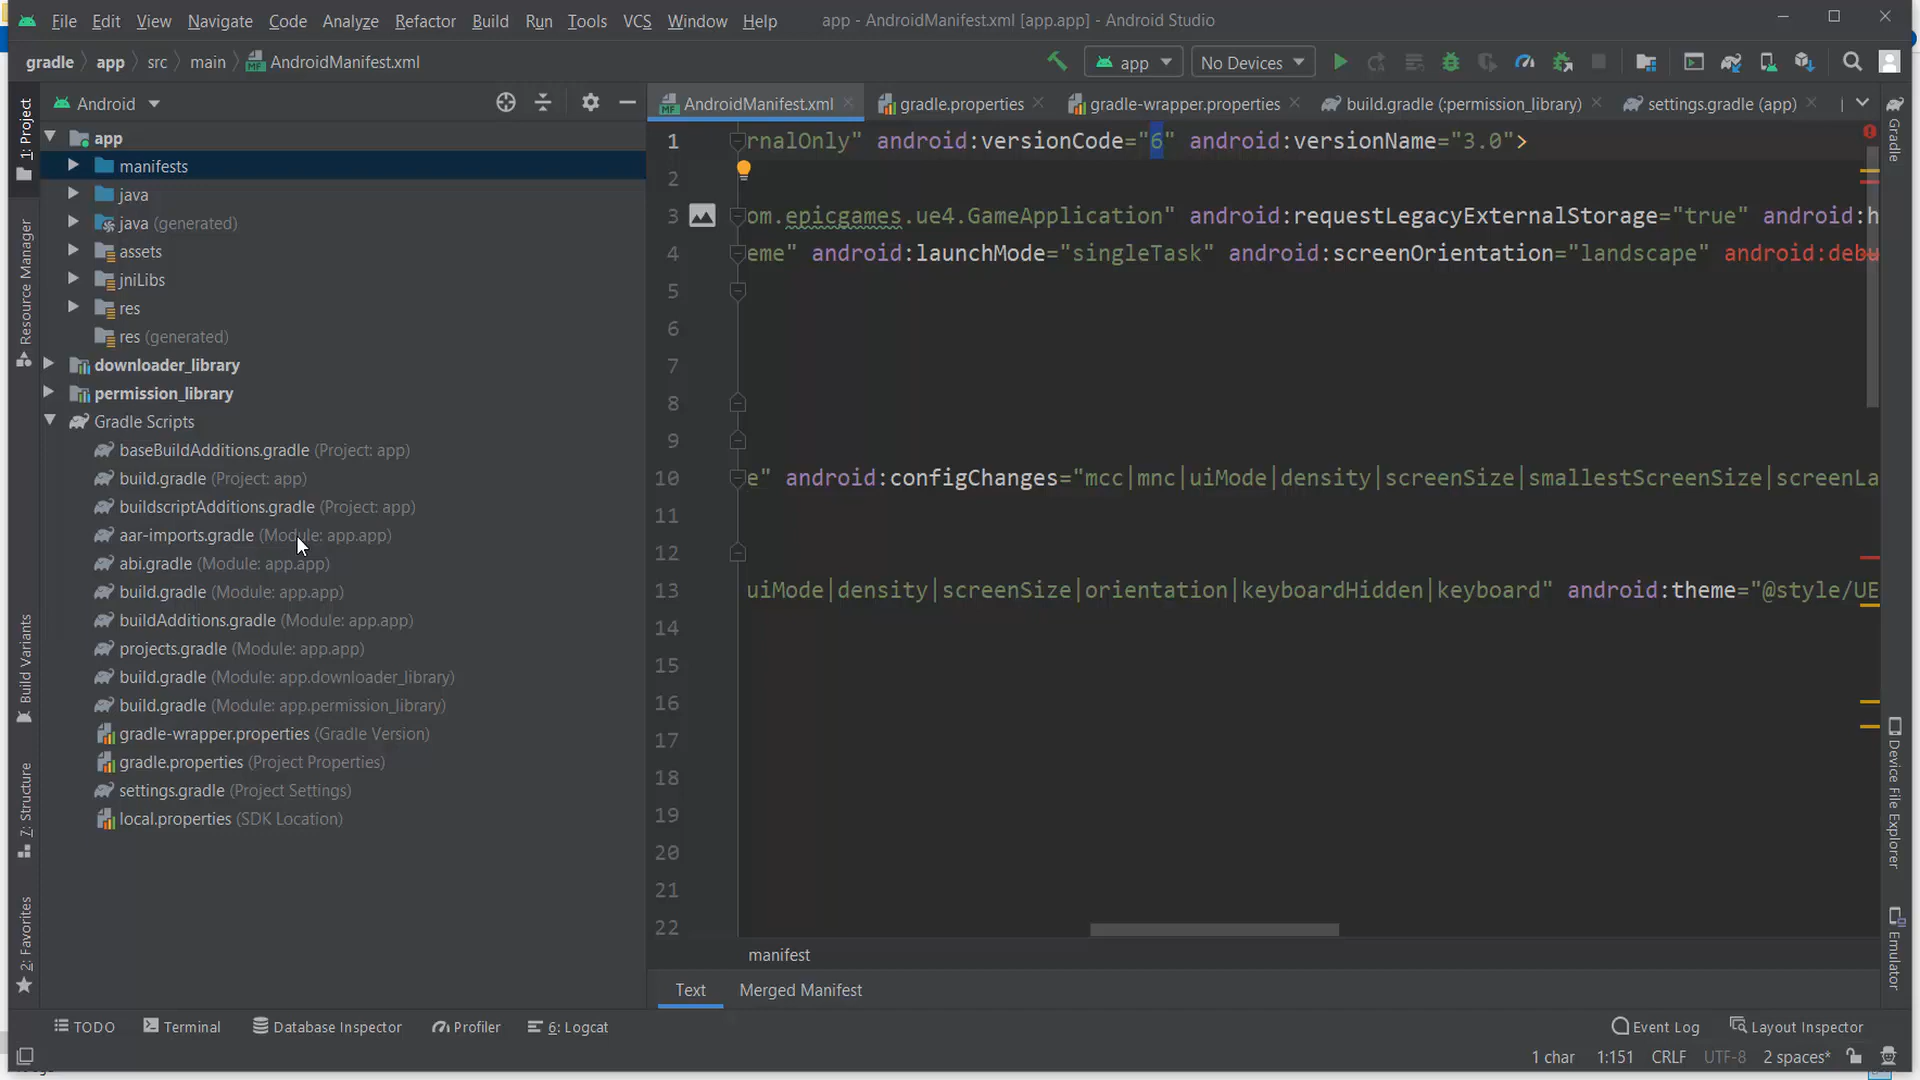 File Edit View Navigate Code Analyze Refactor Build Run Tools VCS Window Help app - AndroidManifest.xml [app.app] - Android Studio
gradle app src main AndroidManifest.xml app No Devices
Android AndroidManifest.xml gradle.properties gradle-wrapper.properties build.gradle (:permission_library) settings.gradle (app)
1: Project
Resource Manager
Build Variants
7: Structure
2: Favorites
app
manifests
java
java (generated)
assets
jniLibs
res
res (generated)
downloader_library
permission_library
Gradle Scripts
baseBuildAdditions.gradle (Project: app)
build.gradle (Project: app)
buildscriptAdditions.gradle (Project: app)
aar-imports.gradle (Module: app.app)
abi.gradle (Module: app.app)
build.gradle (Module: app.app)
buildAdditions.gradle (Module: app.app)
projects.gradle (Module: app.app)
build.gradle (Module: app.downloader_library)
build.gradle (Module: app.permission_library)
gradle-wrapper.properties (Gradle Version)
gradle.properties (Project Properties)
settings.gradle (Project Settings)
local.properties (SDK Location)
1 rnalOnly" android:versionCode="6" android:versionName="3.0">
2
3 om.epicgames.ue4.GameApplication" android:requestLegacyExternalStorage="true" android:h
4 eme" android:launchMode="singleTask" android:screenOrientation="landscape" android:debu
5
6
7
8
9
10 e" android:configChanges="mcc|mnc|uiMode|density|screenSize|smallestScreenSize|screenLa
11
12
13 uiMode|density|screenSize|orientation|keyboardHidden|keyboard" android:theme="@style/UE
14
15
16
17
18
19
20
21
22
manifest
Text Merged Manifest
Gradle
Device File Explorer
Emulator
TODO Terminal Database Inspector Profiler 6: Logcat Event Log Layout Inspector
1 char 1:151 CRLF UTF-8 2 spaces*